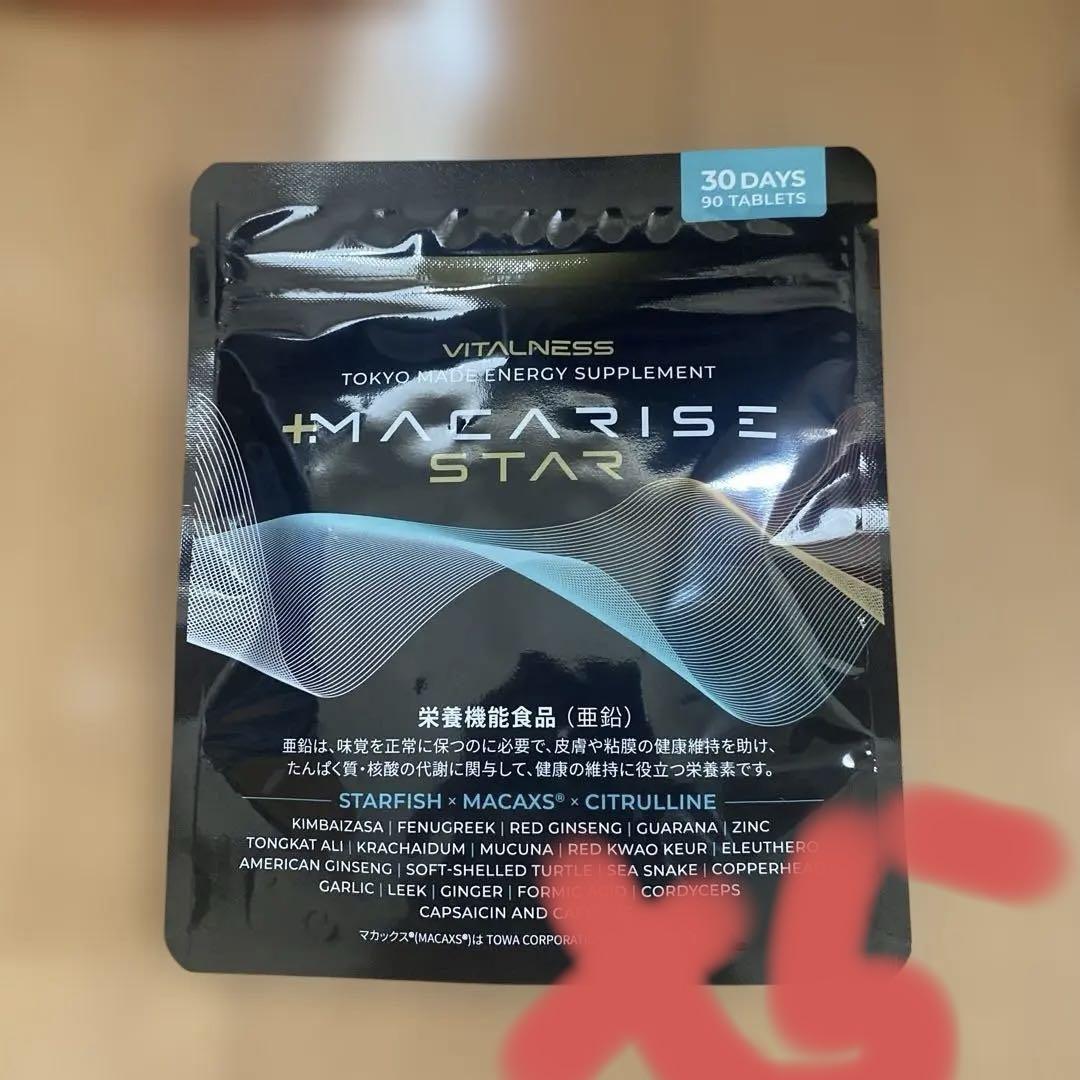 30 DAYS
90 TABLETS
VITALNESS
TOKYO MADE ENERGY SUPPLEMENT
+MACARISE
STAR
栄養機能食品（亜鉛）
亜鉛は、味覚を正常に保つのに必要で、皮膚や粘膜の健康維持を助け、
たんぱく質・核酸の代謝に関与して、健康の維持に役立つ栄養素です。
STARFISH × MACAXS® × CITRULLINE
KIMBAIZASA | FENUGREEK | RED GINSENG | GUARANA | ZINC
TONGKAT ALI | KRACHAIDUM | MUCUNA | RED KWAO KEUR | ELEUTHERO
AMERICAN GINSENG | SOFT-SHELLED TURTLE | SEA SNAKE | COPPERHEAD
GARLIC | LEEK | GINGER | FORMIC ACID | CORDYCEPS
CAPSAICIN AND
マカックス®(MACAXS®)は TOWA
×5